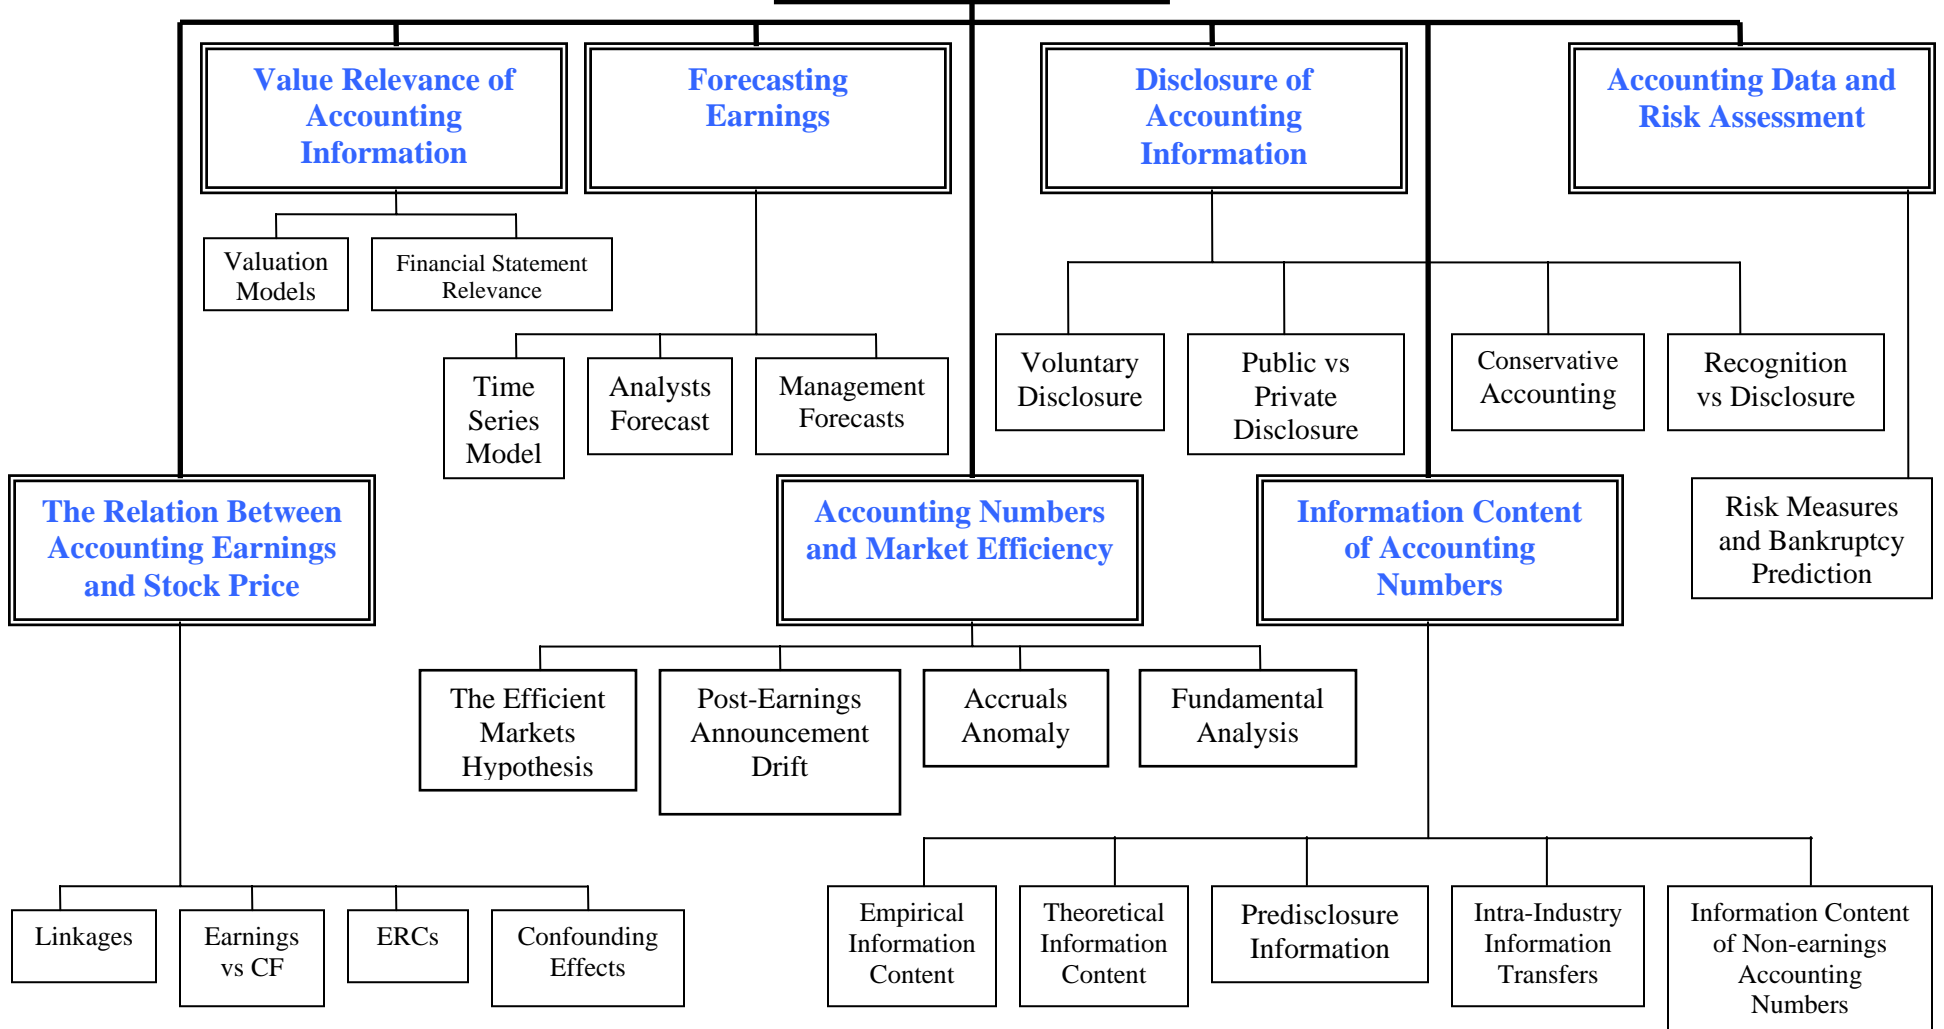 Value Relevance of
Accounting
Information
Forecasting
Earnings
Disclosure of
Accounting
Information
Accounting Data and
Risk Assessment
Valuation
Models
Financial Statement
Relevance
Time
Series
Model
Analysts
Forecast
Management
Forecasts
Voluntary
Disclosure
Public vs
Private
Disclosure
Conservative
Accounting
Recognition
vs Disclosure
The Relation Between
Accounting Earnings
and Stock Price
Accounting Numbers
and Market Efficiency
Information Content
of Accounting
Numbers
Risk Measures
and Bankruptcy
Prediction
The Efficient
Markets
Hypothesis
Post-Earnings
Announcement
Drift
Accruals
Anomaly
Fundamental
Analysis
Linkages
Earnings
vs CF
ERCs
Confounding
Effects
Empirical
Information
Content
Theoretical
Information
Content
Predisclosure
Information
Intra-Industry
Information
Transfers
Information Content
of Non-earnings
Accounting
Numbers